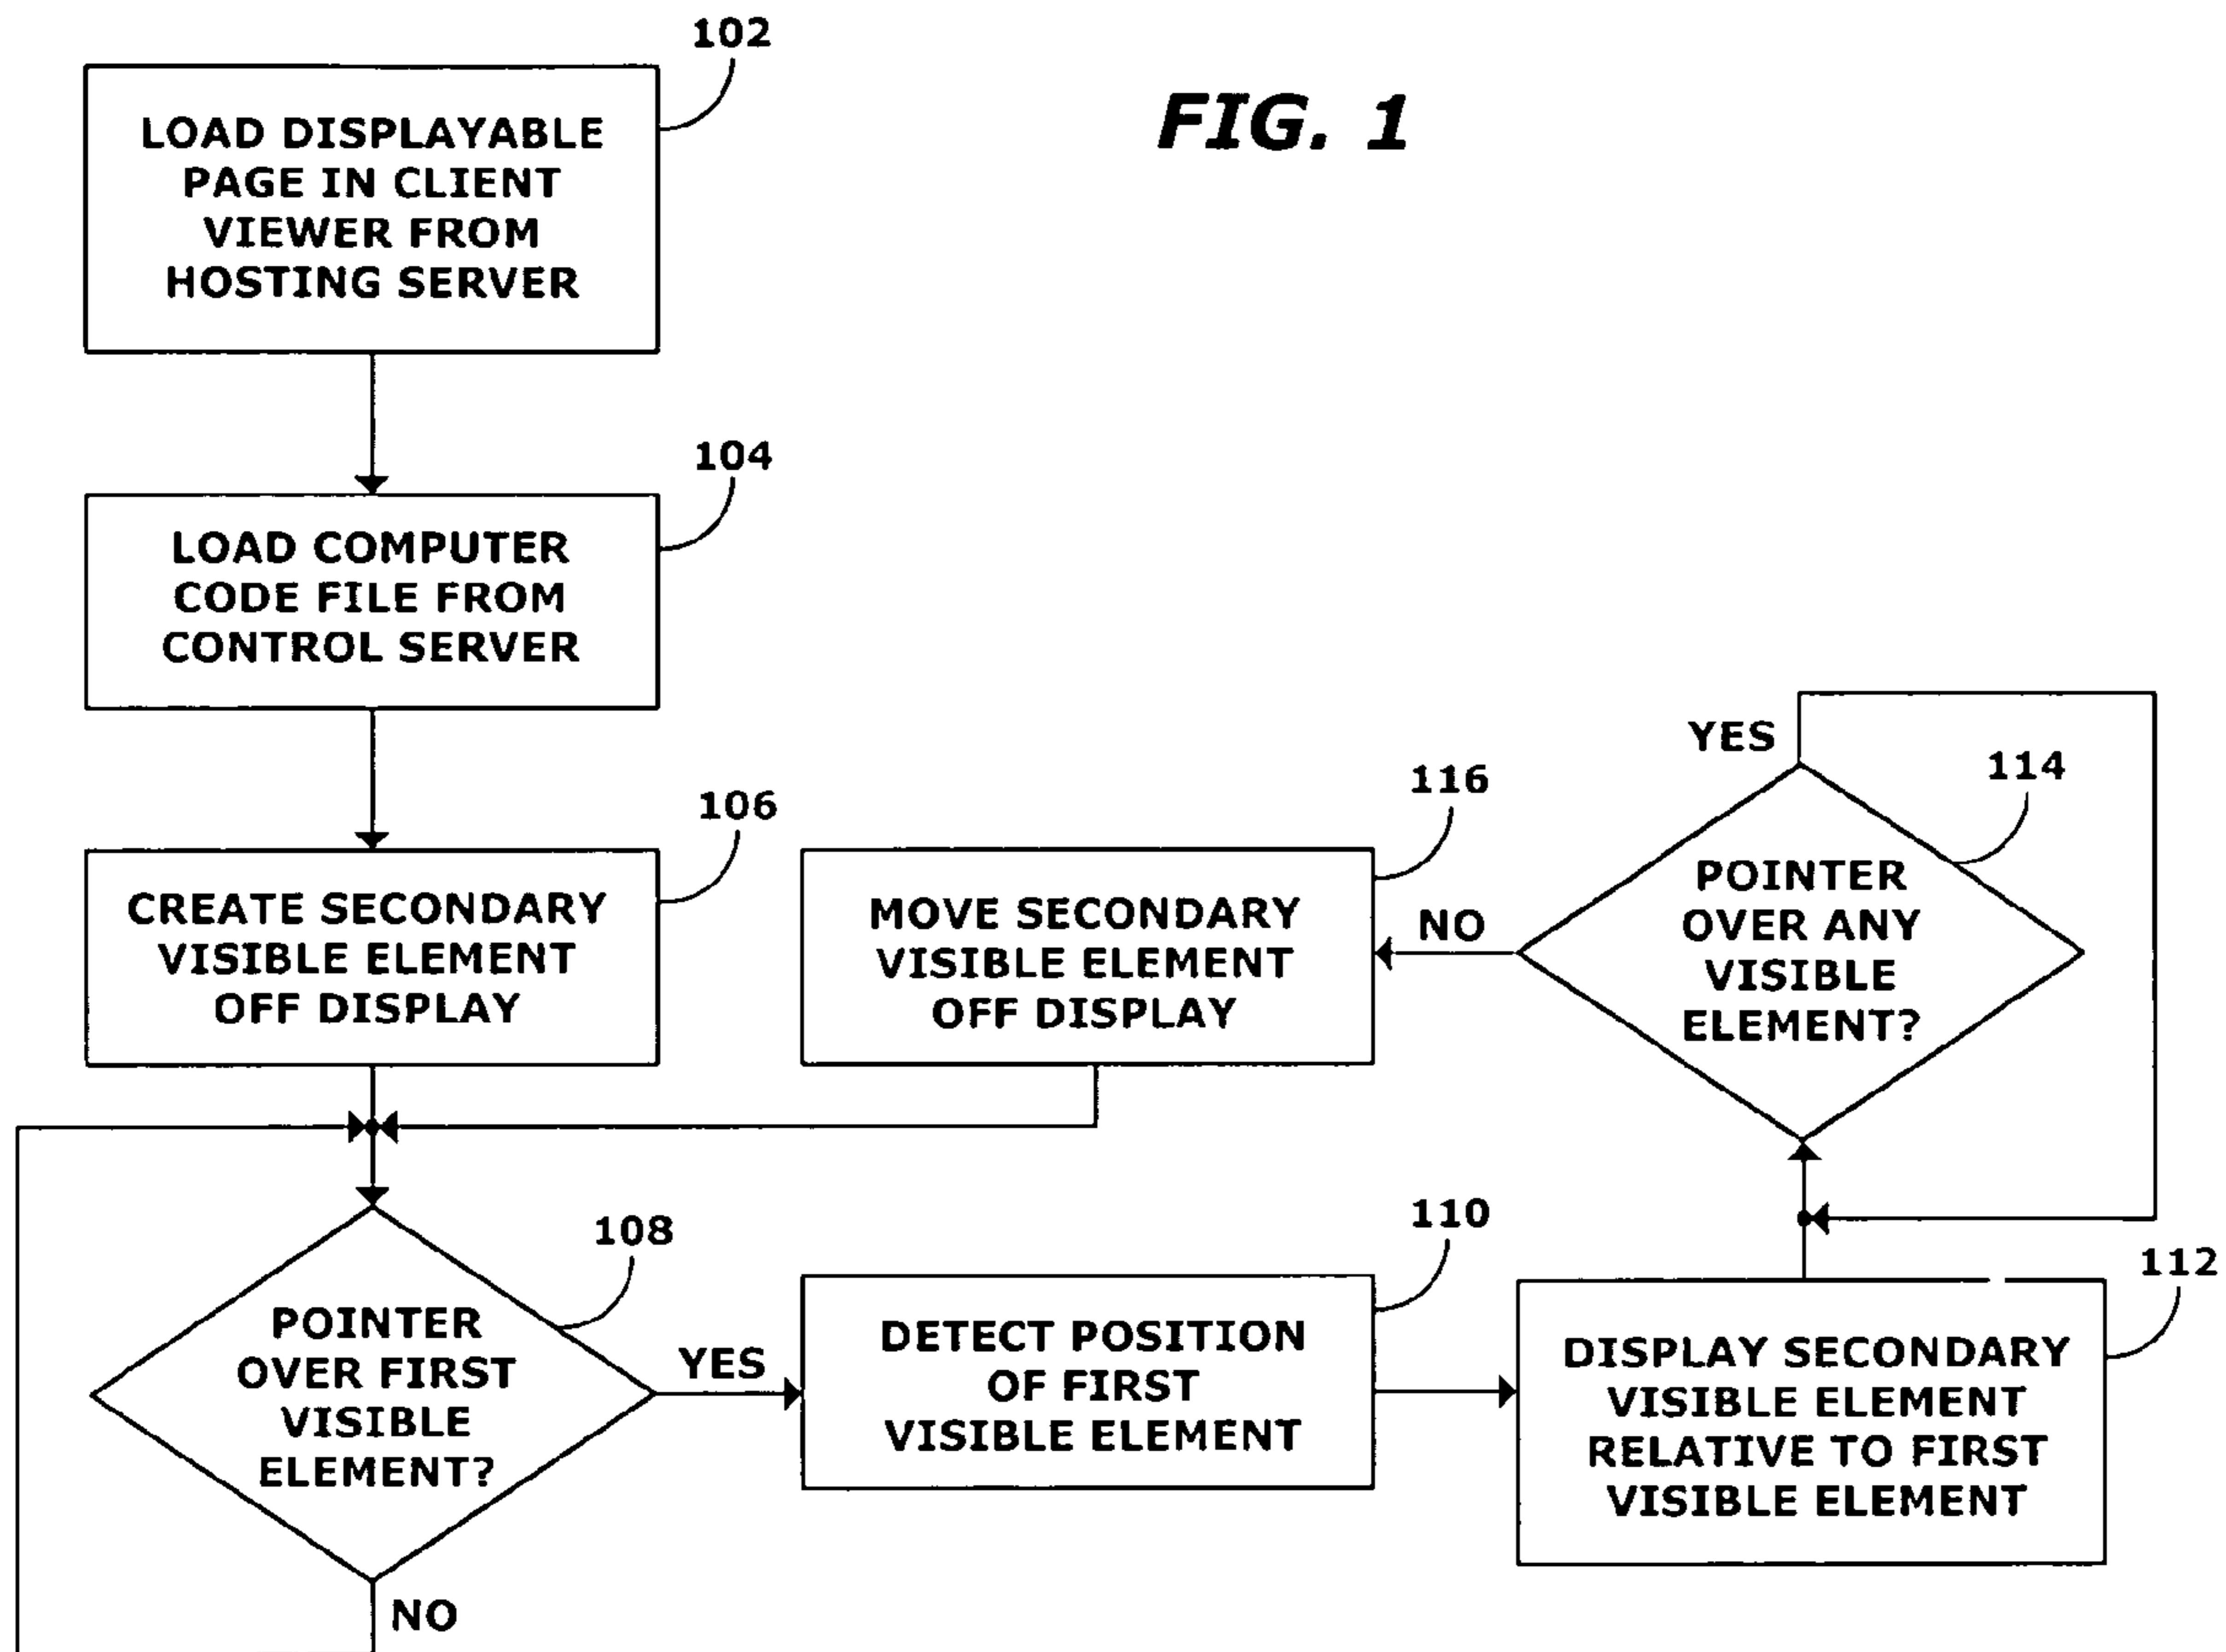 FIG. 1
102
LOAD DISPLAYABLE
PAGE IN CLIENT
VIEWER FROM
HOSTING SERVER
104
LOAD COMPUTER
CODE FILE FROM
CONTROL SERVER
106
CREATE SECONDARY
VISIBLE ELEMENT
OFF DISPLAY
108
POINTER
OVER FIRST
VISIBLE
ELEMENT?
NO
YES
110
DETECT POSITION
OF FIRST
VISIBLE ELEMENT
112
DISPLAY SECONDARY
VISIBLE ELEMENT
RELATIVE TO FIRST
VISIBLE ELEMENT
114
POINTER
OVER ANY
VISIBLE
ELEMENT?
YES
NO
116
MOVE SECONDARY
VISIBLE ELEMENT
OFF DISPLAY